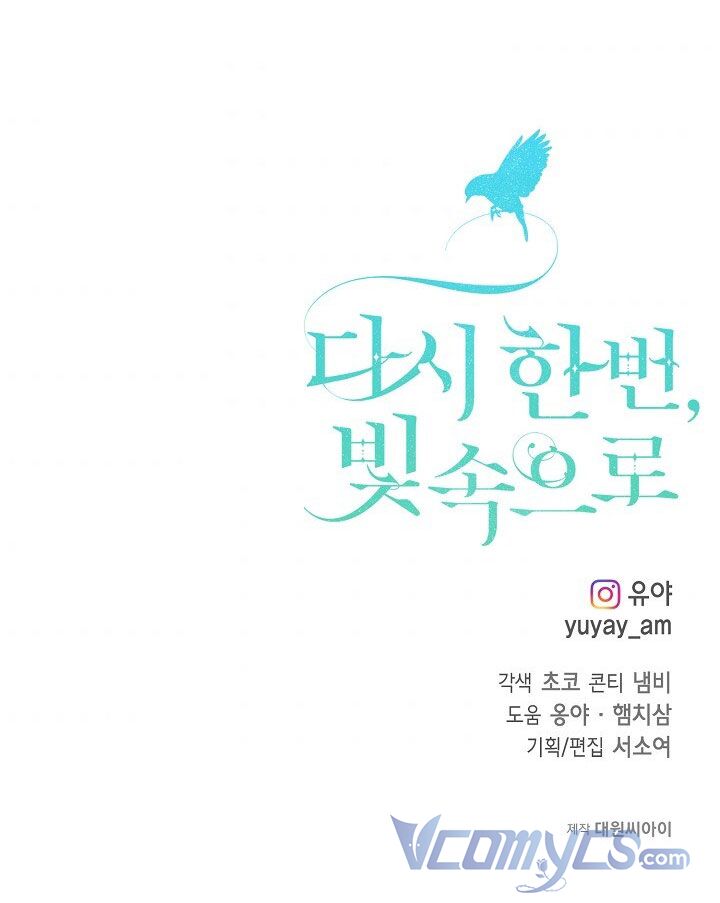 다시 한번,
빛 속으로
유야
yuyay_am
각색 초코 콘티 냄비
도움 옹야 · 햄치삼
기획/편집 서소여
제작 대원씨아이
VCOMYCS.com